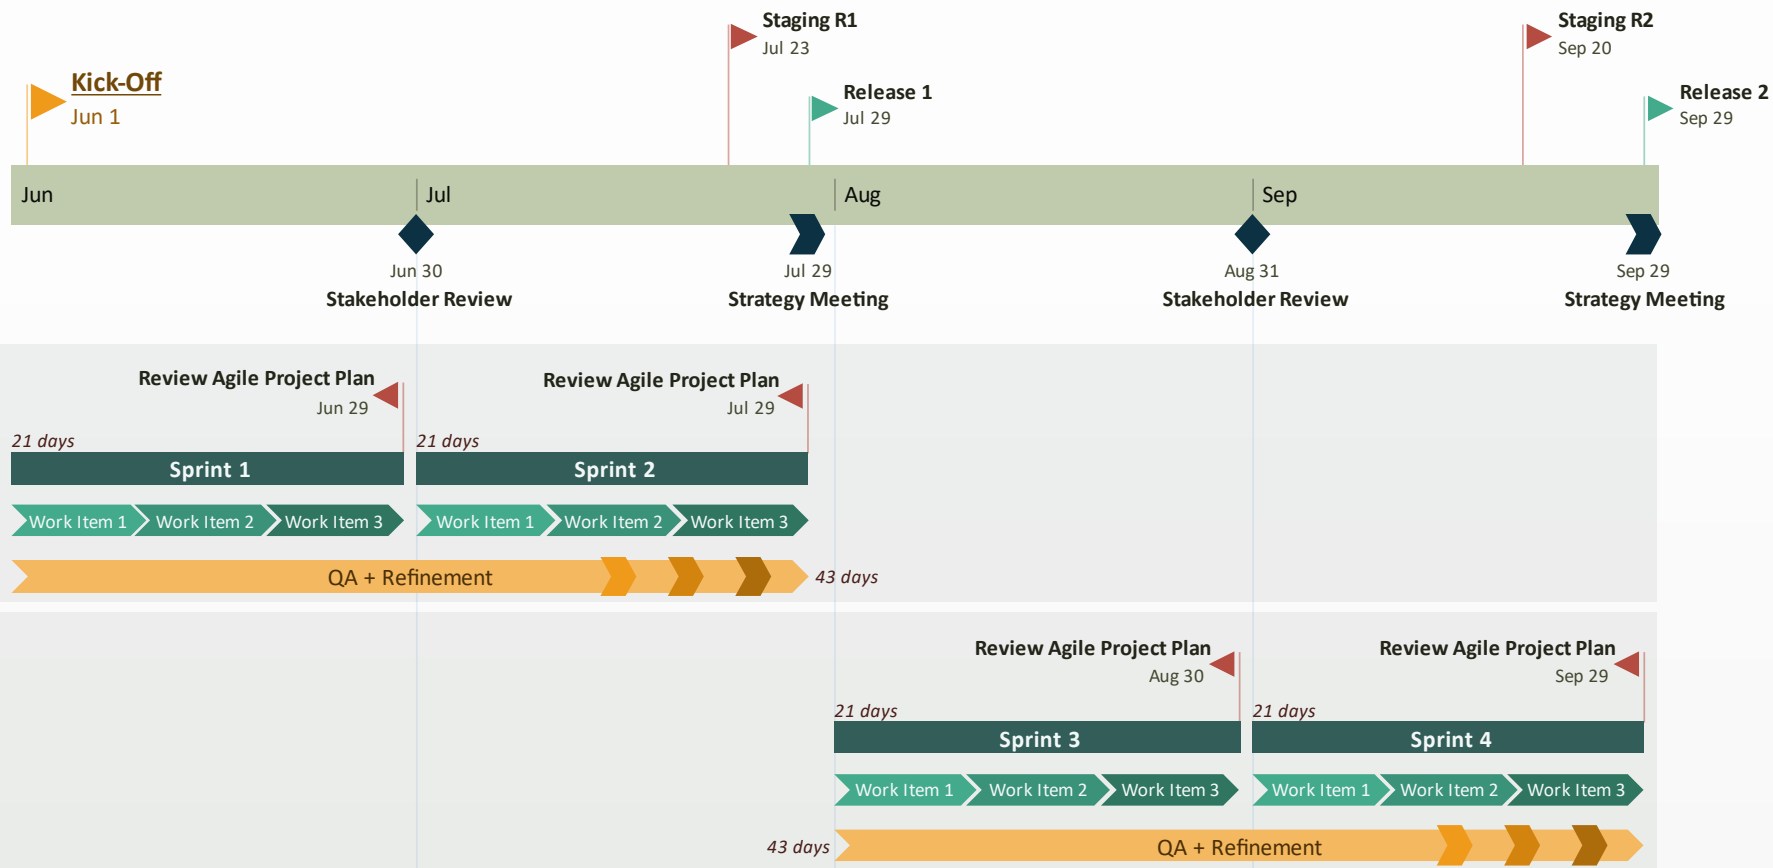 Staging R1
Jul 23
Staging R2
Sep 20
Kick-Off
Jun 1
Release 1
Jul 29
Release 2
Sep 29
Jun
Jul
Aug
Sep
Jun 30
Stakeholder Review
Jul 29
Strategy Meeting
Aug 31
Stakeholder Review
Sep 29
Strategy Meeting
Review Agile Project Plan
Jun 29
Review Agile Project Plan
Jul 29
21 days
21 days
Sprint 1
Sprint 2
Work Item 1
Work Item 2
Work Item 3
Work Item 1
Work Item 2
Work Item 3
QA + Refinement
43 days
Review Agile Project Plan
Aug 30
Review Agile Project Plan
Sep 29
21 days
21 days
Sprint 3
Sprint 4
Work Item 1
Work Item 2
Work Item 3
Work Item 1
Work Item 2
Work Item 3
43 days
QA + Refinement